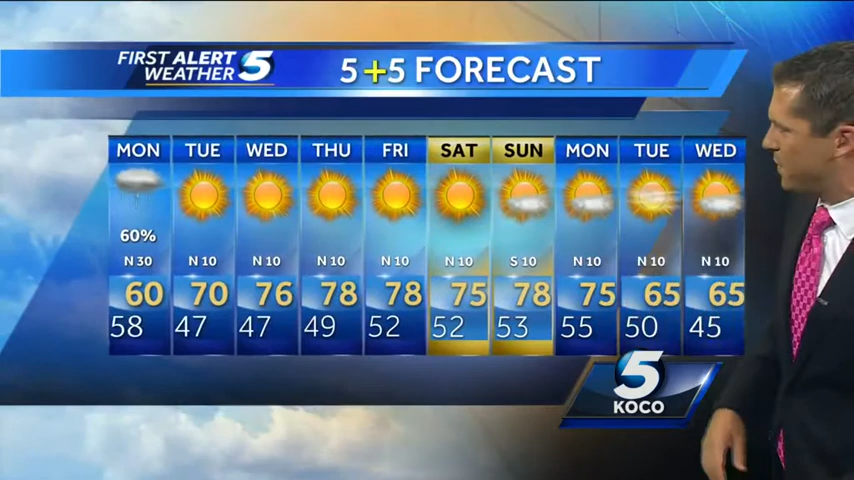 FIRST ALERT
WEATHER 5
5+5 FORECAST
MON TUE WED THU FRI SAT SUN MON TUE WED
60%
N 30 N 10 N 10 N 10 N 10 N 10 S 10 N 10 N 10 N 10
60 70 76 78 78 75 78 75 65 65
58 47 47 49 52 52 53 55 50 45
5
KOCO